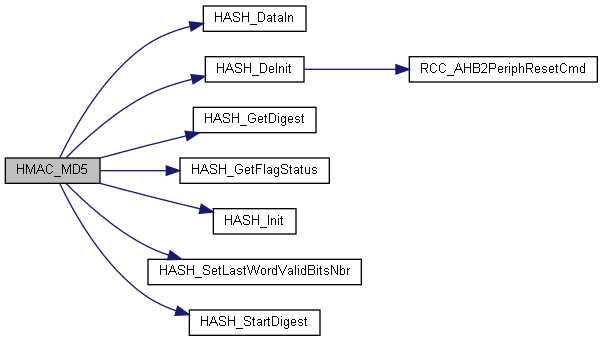 HASH_DataIn
HASH_DeInit
RCC_AHB2PeriphResetCmd
HASH_GetDigest
HMAC_MD5
HASH_GetFlagStatus
HASH_Init
HASH_SetLastWordValidBitsNbr
HASH_StartDigest